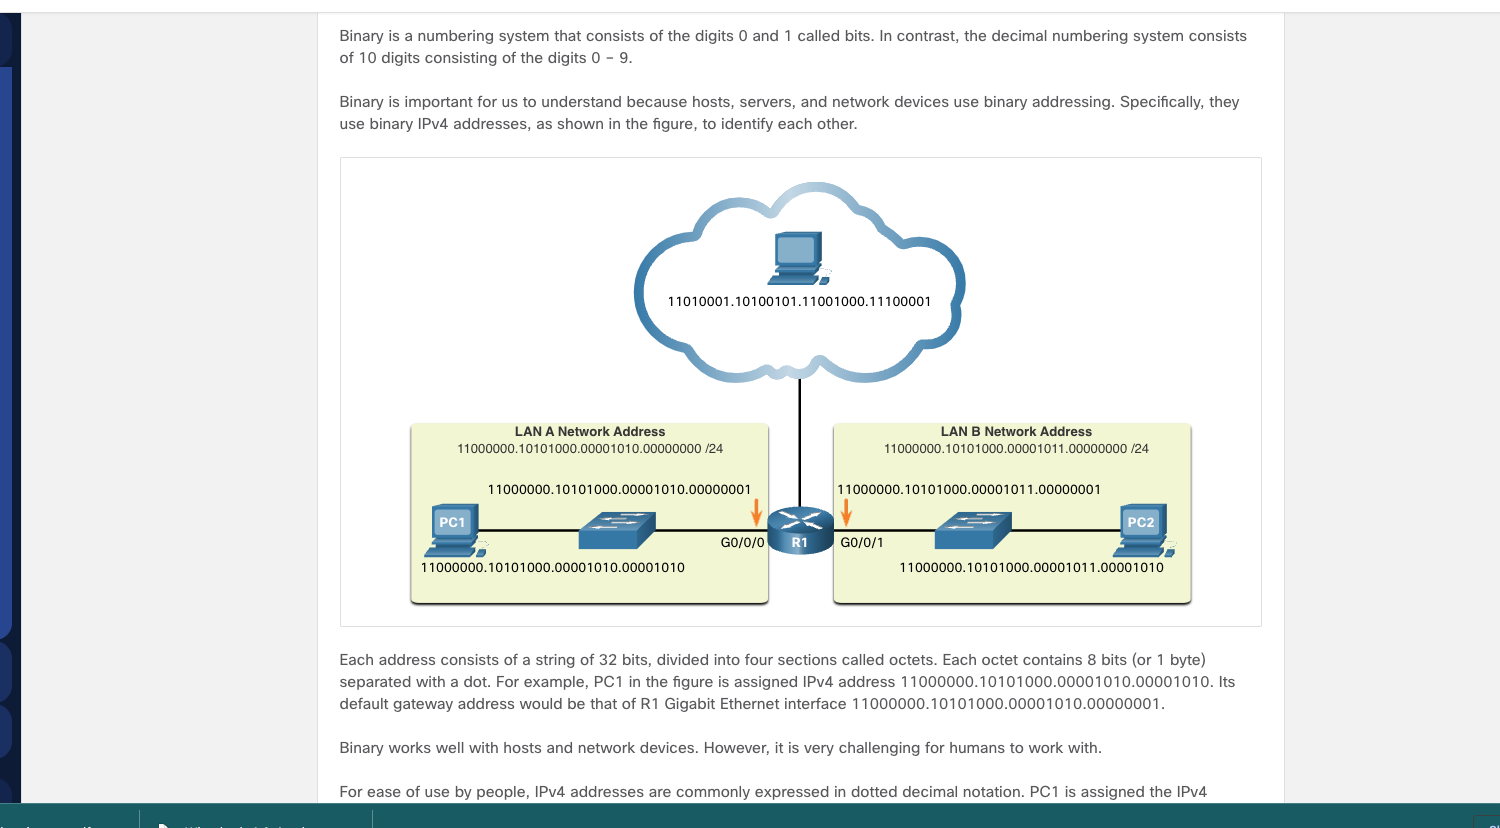 Binary is a numbering system that consists of the digits 0 and 1 called bits. In contrast, the decimal numbering system consists
of 10 digits consisting of the digits 0 – 9.
Binary is important for us to understand because hosts, servers, and network devices use binary addressing. Specifically, they
use binary IPv4 addresses, as shown in the figure, to identify each other.
11010001.10100101.11001000.11100001
LAN A Network Address
11000000.10101000.00001010.00000000 /24
LAN B Network Address
11000000.10101000.00001011.00000000 /24
11000000.10101000.00001010.00000001
11000000.10101000.00001011.00000001
PC1
R1
PC2
G0/0/0
G0/0/1
11000000.10101000.00001010.00001010
11000000.10101000.00001011.00001010
Each address consists of a string of 32 bits, divided into four sections called octets. Each octet contains 8 bits (or 1 byte)
separated with a dot. For example, PC1 in the figure is assigned IPv4 address 11000000.10101000.00001010.00001010. Its
default gateway address would be that of R1 Gigabit Ethernet interface 11000000.10101000.00001010.00000001.
Binary works well with hosts and network devices. However, it is very challenging for humans to work with.
For ease of use by people, IPv4 addresses are commonly expressed in dotted decimal notation. PC1 is assigned the IPv4